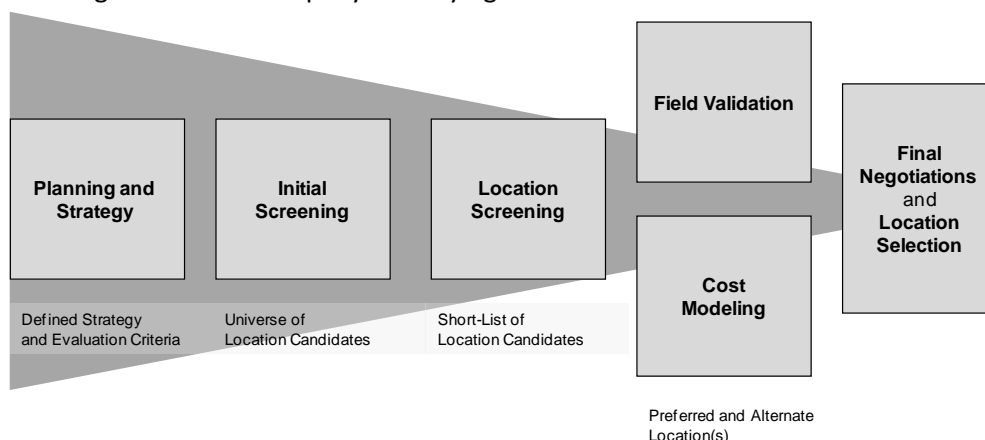 Planning and
Strategy
Initial
Screening
Location
Screening
Field Validation
Cost
Modeling
Final
Negotiations
and
Location
Selection
Defined Strategy
and Evaluation Criteria
Universe of
Location Candidates
Short-List of
Location Candidates
Preferred and Alternate
Location(s)